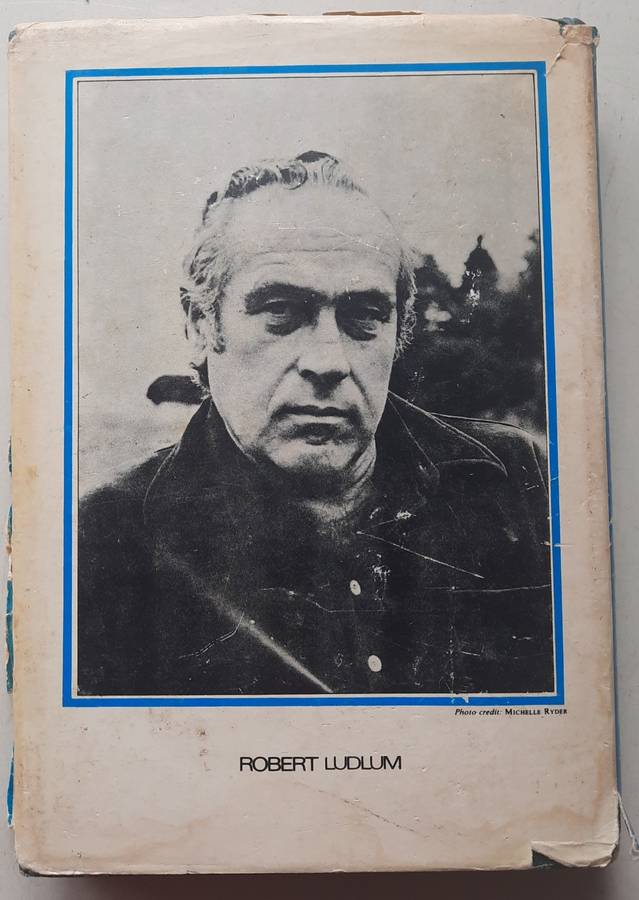 Photo credit: MICHELLE RYDER
ROBERT LUDLUM